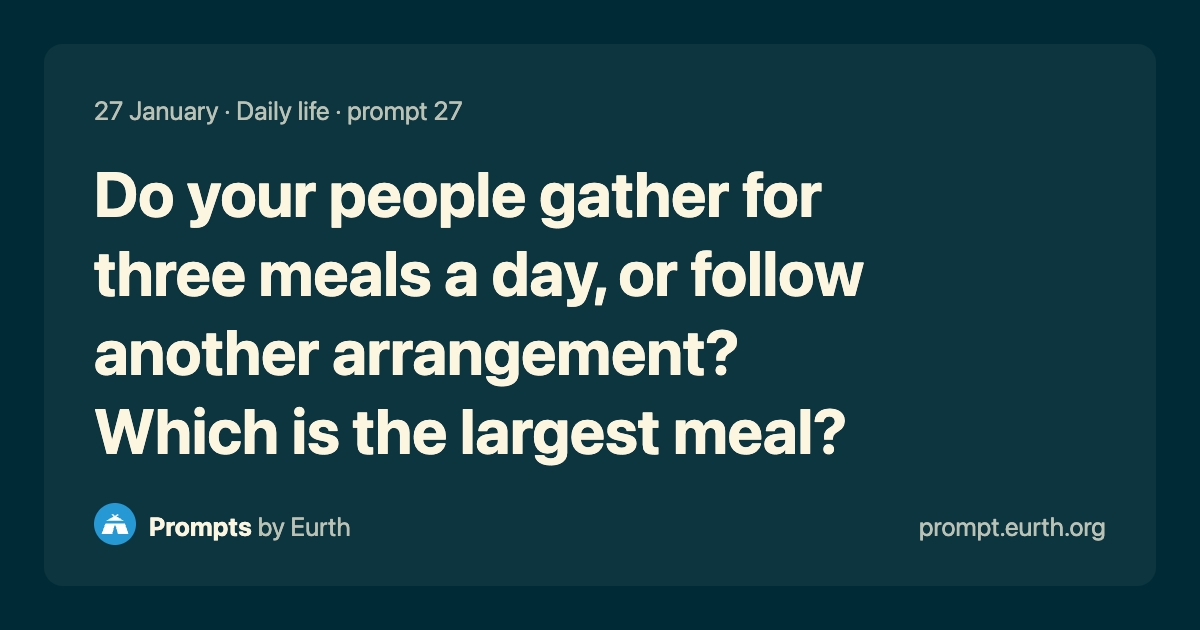 27 January · Daily life · prompt 27
Do your people gather for
three meals a day, or follow
another arrangement?
Which is the largest meal?
Prompts by Eurth
prompt.eurth.org